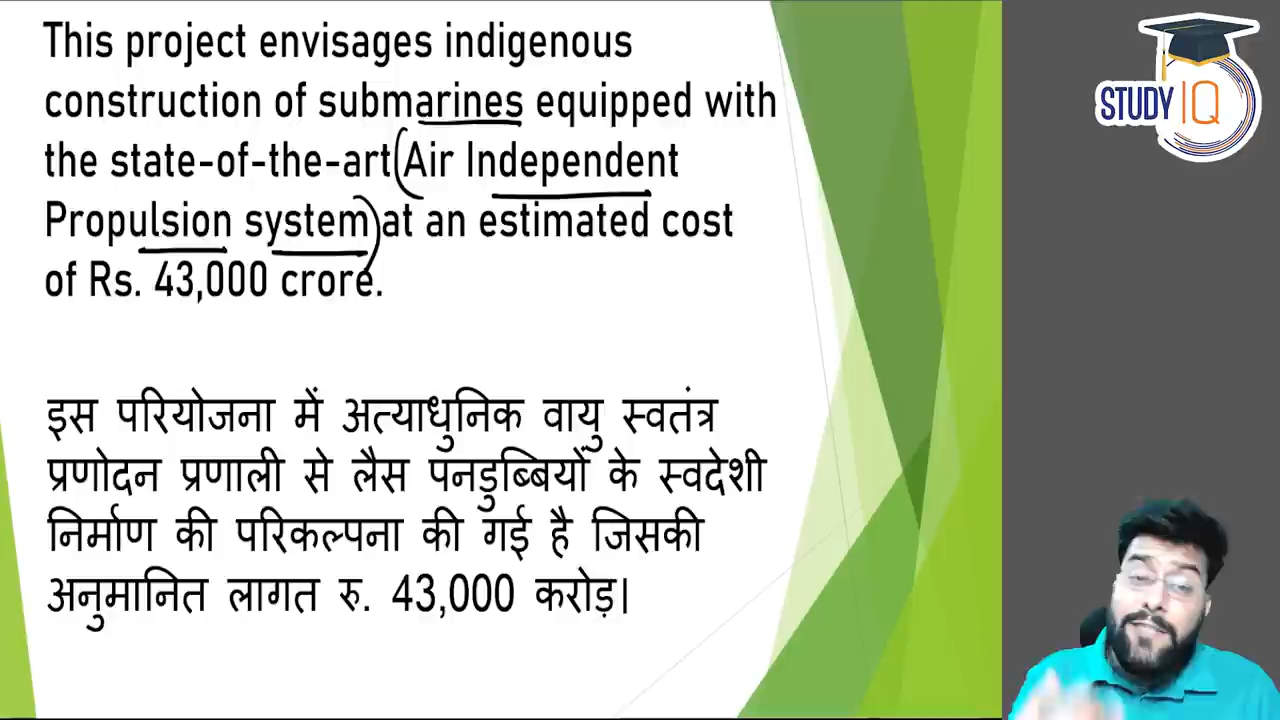 This project envisages indigenous
construction of submarines equipped with
the state-of-the-art Air Independent
Propulsion system at an estimated cost
of Rs. 43,000 crore.
इस परियोजना में अत्याधुनिक वायु स्वतंत्र
प्रणोदन प्रणाली से लैस पनडुब्बियों के स्वदेशी
निर्माण की परिकल्पना की गई है जिसकी
अनुमानित लागत रु. 43,000 करोड़।
STUDY IQ